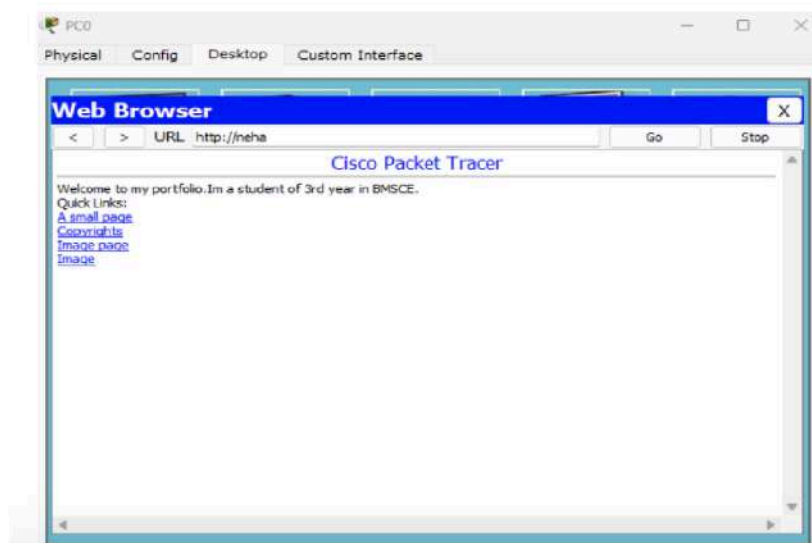 PC0
Physical Config Desktop Custom Interface
Web Browser X
< > URL http://neha Go Stop
Cisco Packet Tracer
Welcome to my portfolio.Im a student of 3rd year in BMSCE.
Quick Links:
A small page
Copyrights
Image page
Image